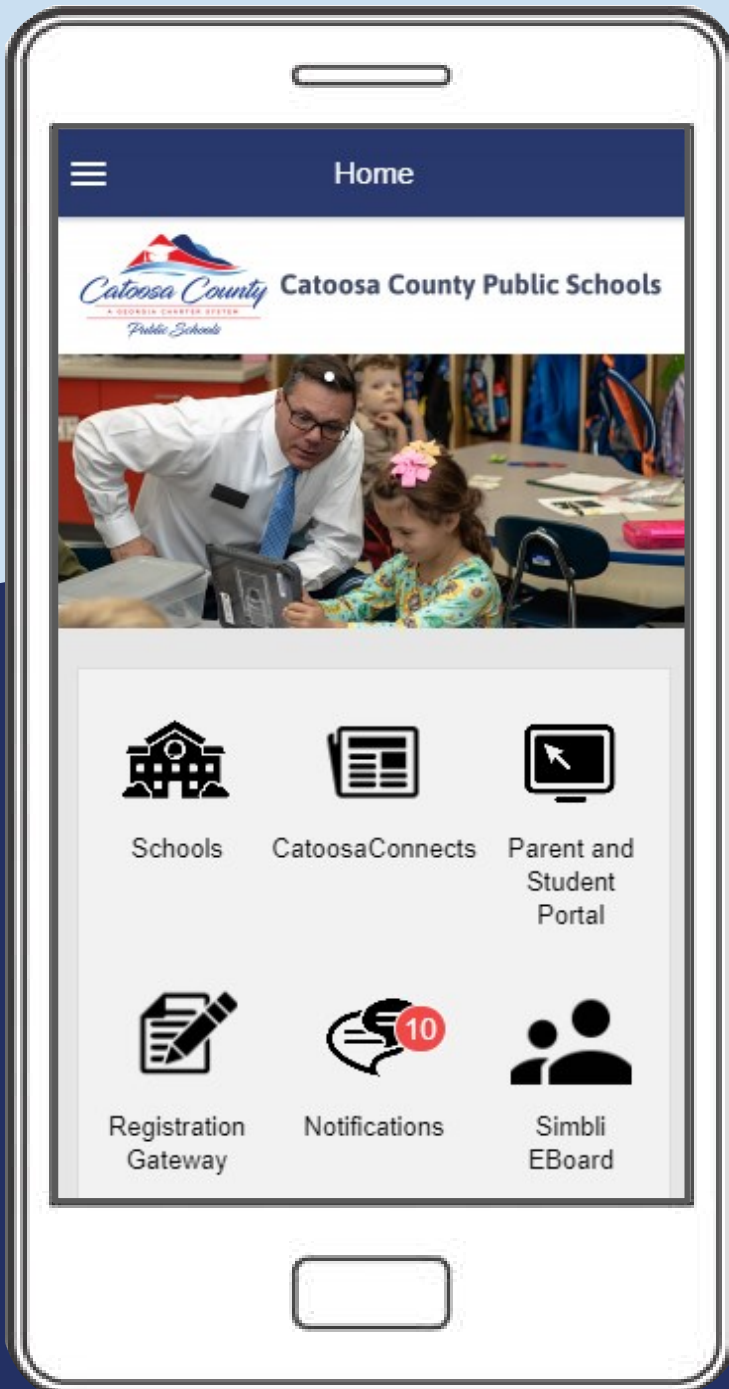 Home
Catoosa County
A GEORGIA CHARTER SYSTEM
Public Schools
Catoosa County Public Schools
Schools
CatoosaConnects
Parent and
Student
Portal
Registration
Gateway
10
Notifications
Simbli
EBoard